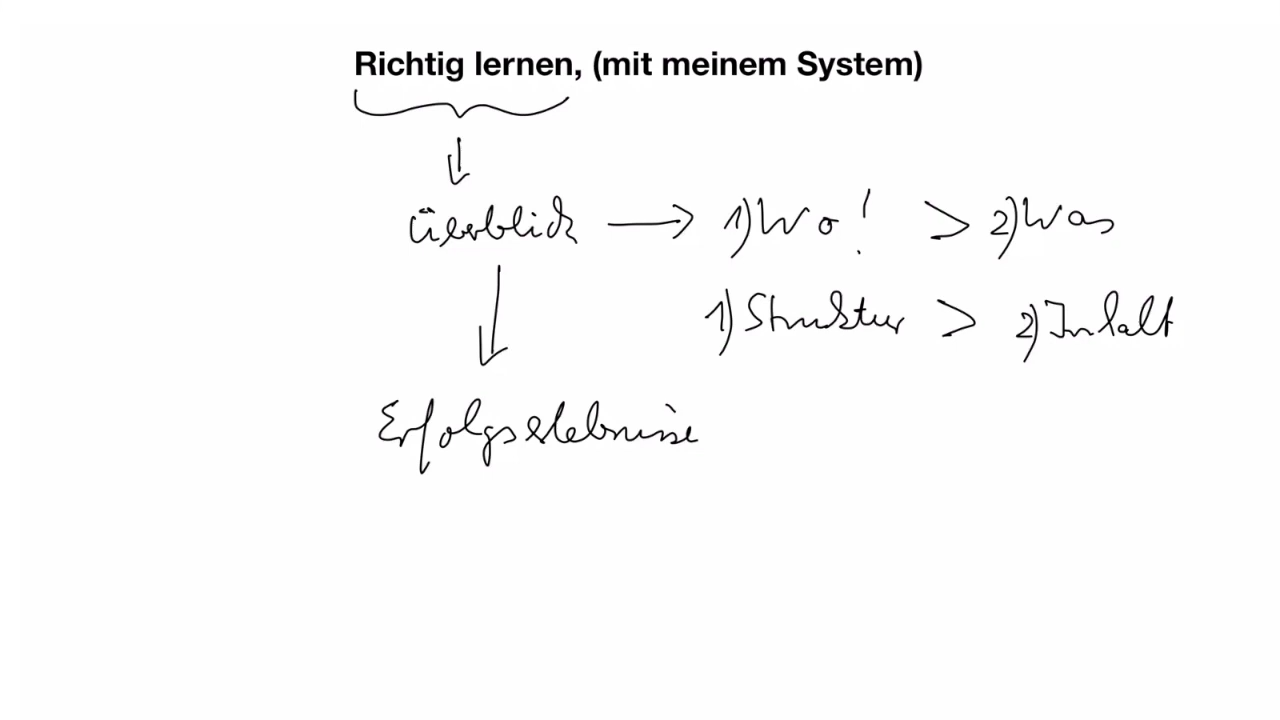 Richtig lernen, (mit meinem System)
überblick → 1) Wo! > 2) Was
1) Struktur > 2) Inhalt
Erfolgserlebnisse